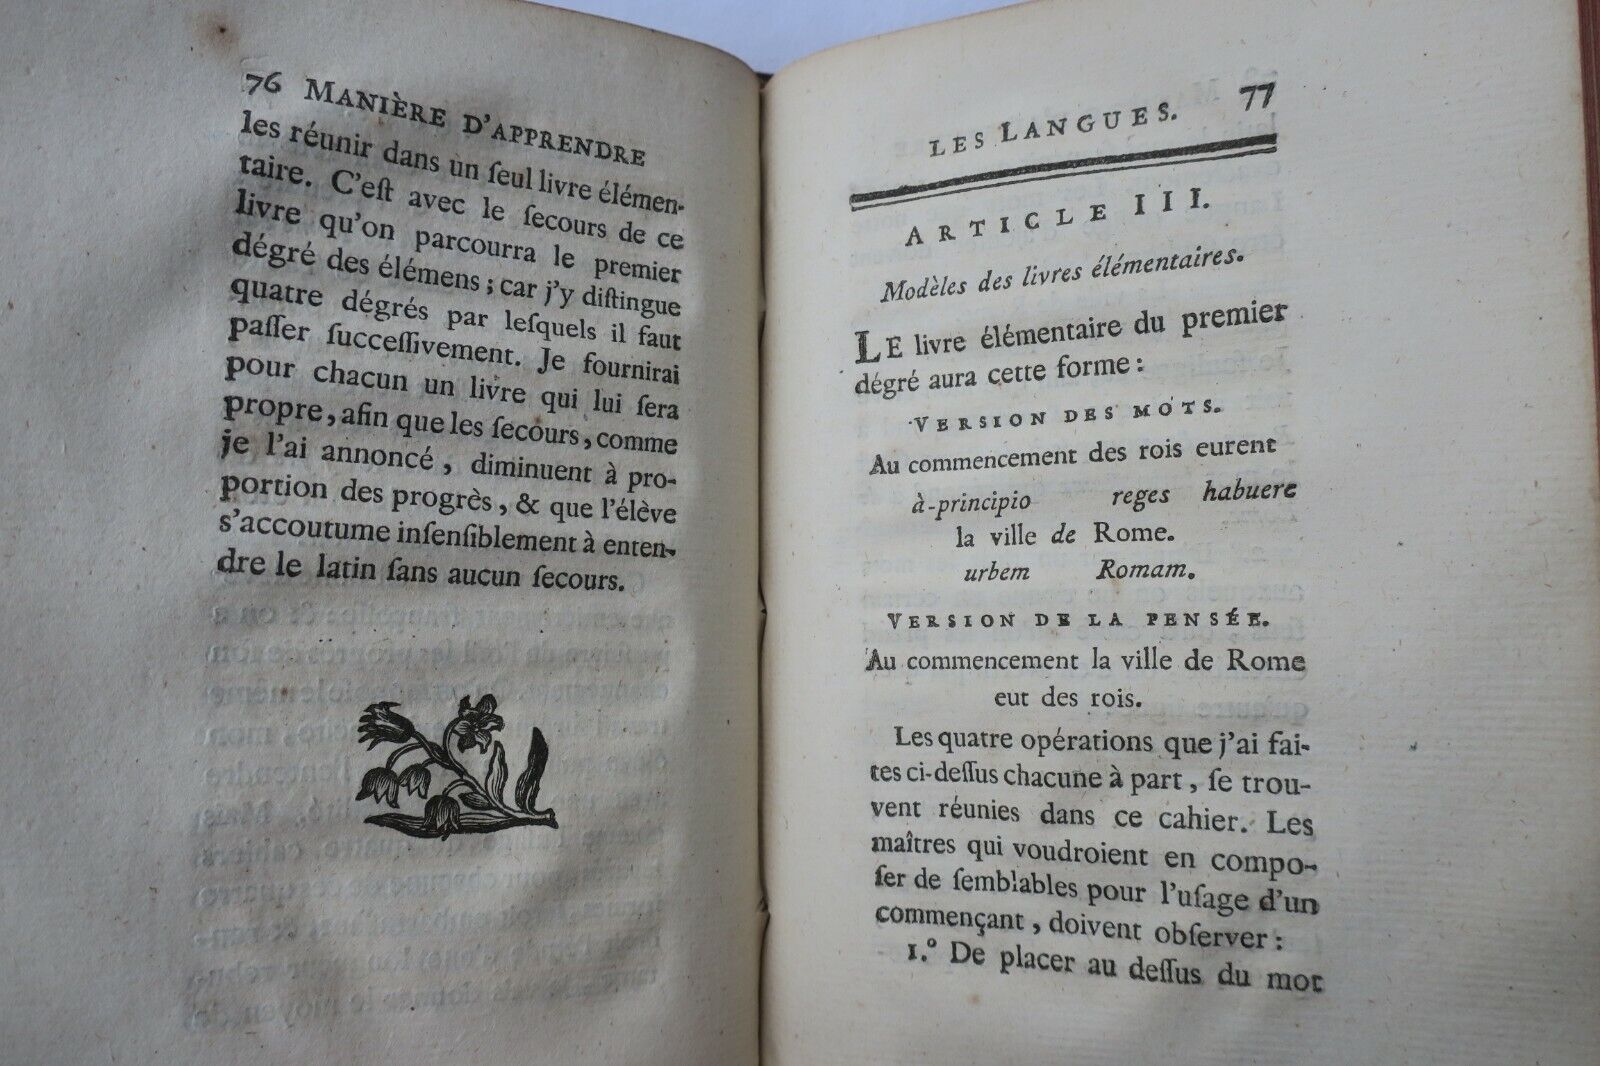 76 MANIÈRE D'APPRENDRE
les réunir dans un ſeul livre élémen-
taire. C'eſt avec le ſecours de ce
livre qu'on parcourra le premier
dégré des élémens ; car j'y diſtingue
quatre dégrés par leſquels il faut
paſſer ſucceſſivement. Je fournirai
pour chacun un livre qui lui ſera
propre, afin que les ſecours, comme
je l'ai annoncé, diminuent à pro-
portion des progrès, & que l'élève
s'accoutume inſenſiblement à enten-
dre le latin ſans aucun ſecours.
LES LANGUES. 77
ARTICLE III.
Modèles des livres élémentaires.
LE livre élémentaire du premier
dégré aura cette forme :
VERSION DES MOTS.
Au commencement des rois eurent
à-principio reges habuere
la ville de Rome.
urbem Romam.
VERSION DE LA PENSÉE.
Au commencement la ville de Rome
eut des rois.
Les quatre opérations que j'ai fai-
tes ci-deſſus chacune à part, ſe trou-
vent réunies dans ce cahier. Les
maîtres qui voudroient en compo-
ſer de ſemblables pour l'uſage d'un
commençant, doivent obſerver :
1.° De placer au deſſus du mot